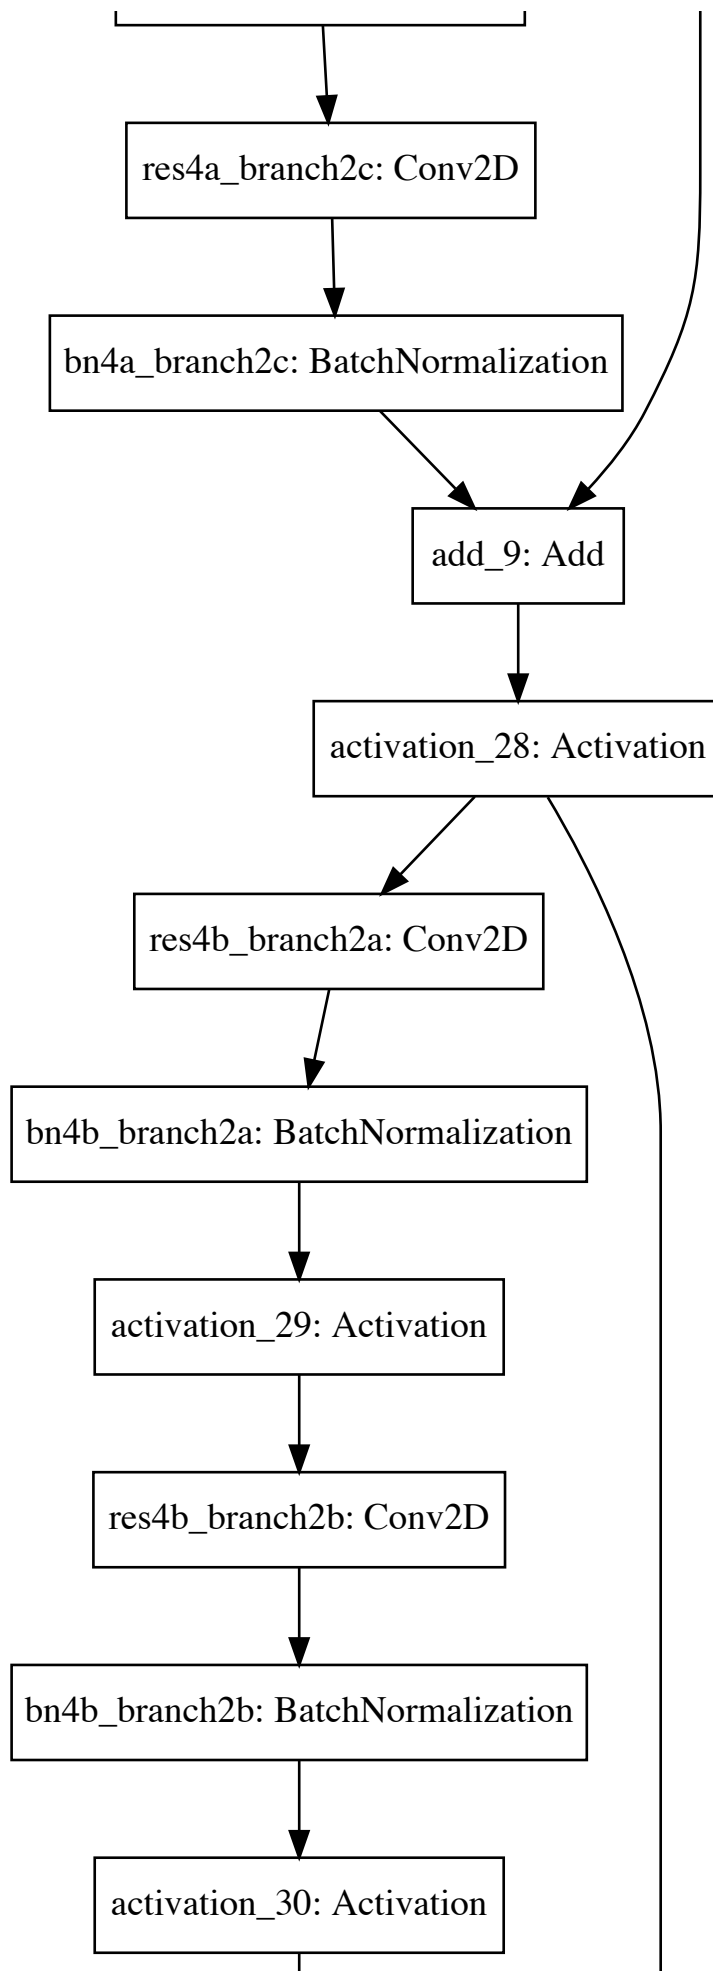 res4a_branch2c: Conv2D
bn4a_branch2c: BatchNormalization
add_9: Add
activation_28: Activation
res4b_branch2a: Conv2D
bn4b_branch2a: BatchNormalization
activation_29: Activation
res4b_branch2b: Conv2D
bn4b_branch2b: BatchNormalization
activation_30: Activation